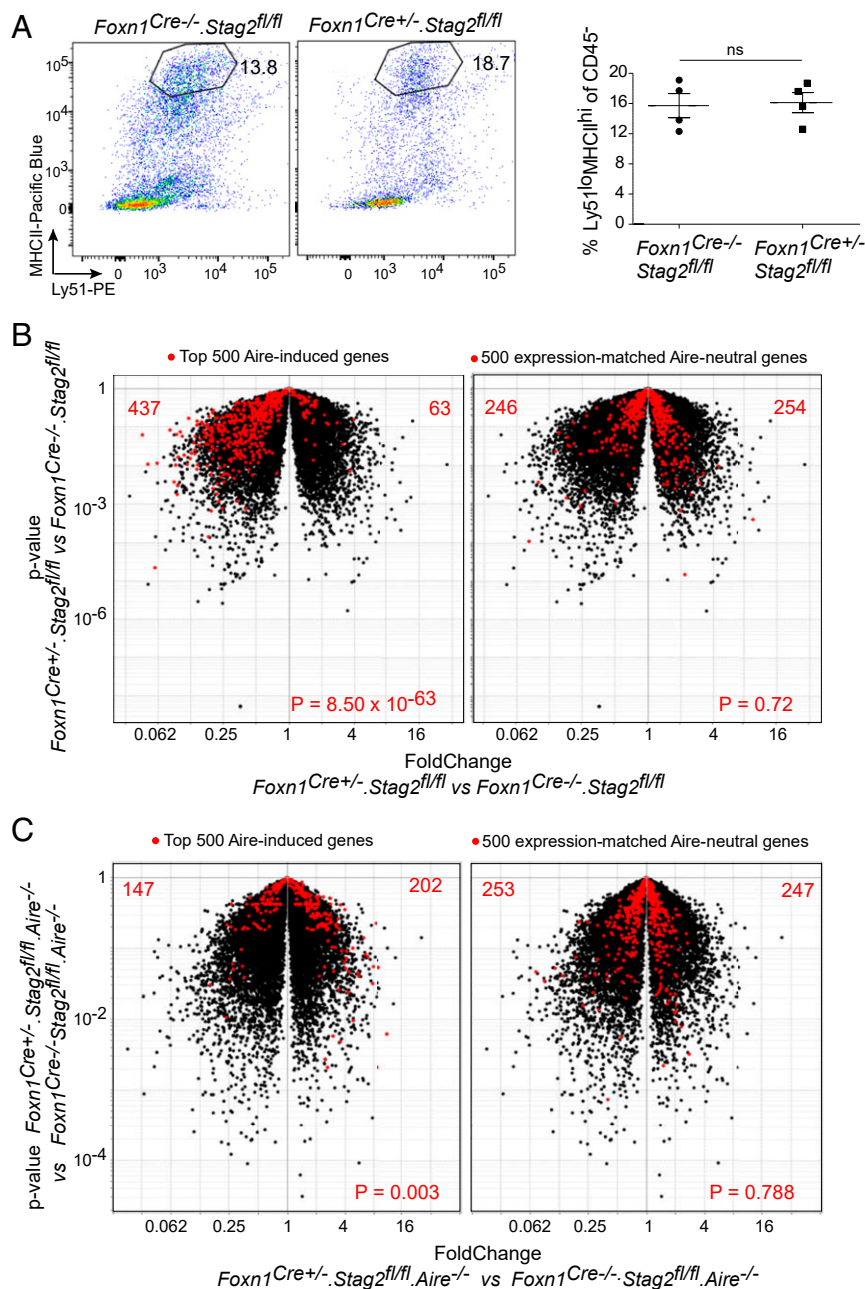 A
Foxn1Cre-/-.Stag2fl/fl
Foxn1Cre+/-.Stag2fl/fl
13.8
18.7
MHCII-Pacific Blue
10⁵
10⁴
10³
0
0 10³ 10⁴ 10⁵
0 10³ 10⁴ 10⁵
Ly51-PE
ns
% Ly51loMHCIIhi of CD45-
20
16
12
8
4
0
Foxn1Cre-/-
Stag2fl/fl
Foxn1Cre+/-
Stag2fl/fl
B
Top 500 Aire-induced genes
500 expression-matched Aire-neutral genes
p-value
Foxn1Cre+/-.Stag2fl/fl vs Foxn1Cre-/-.Stag2fl/fl
1
10-3
10-6
437
63
246
254
P = 8.50 x 10-63
P = 0.72
0.062 0.25 1 4 16
0.062 0.25 1 4 16
FoldChange
Foxn1Cre+/-.Stag2fl/fl vs Foxn1Cre-/-.Stag2fl/fl
C
Top 500 Aire-induced genes
500 expression-matched Aire-neutral genes
p-value Foxn1Cre+/-.Stag2fl/fl.Aire-/-
vs Foxn1Cre-/-.Stag2fl/fl.Aire-/-
1
10-2
10-4
147
202
253
247
P = 0.003
P = 0.788
0.062 0.25 1 4 16
0.062 0.25 1 4 16
FoldChange
Foxn1Cre+/-.Stag2fl/fl.Aire-/- vs Foxn1Cre-/-.Stag2fl/fl.Aire-/-